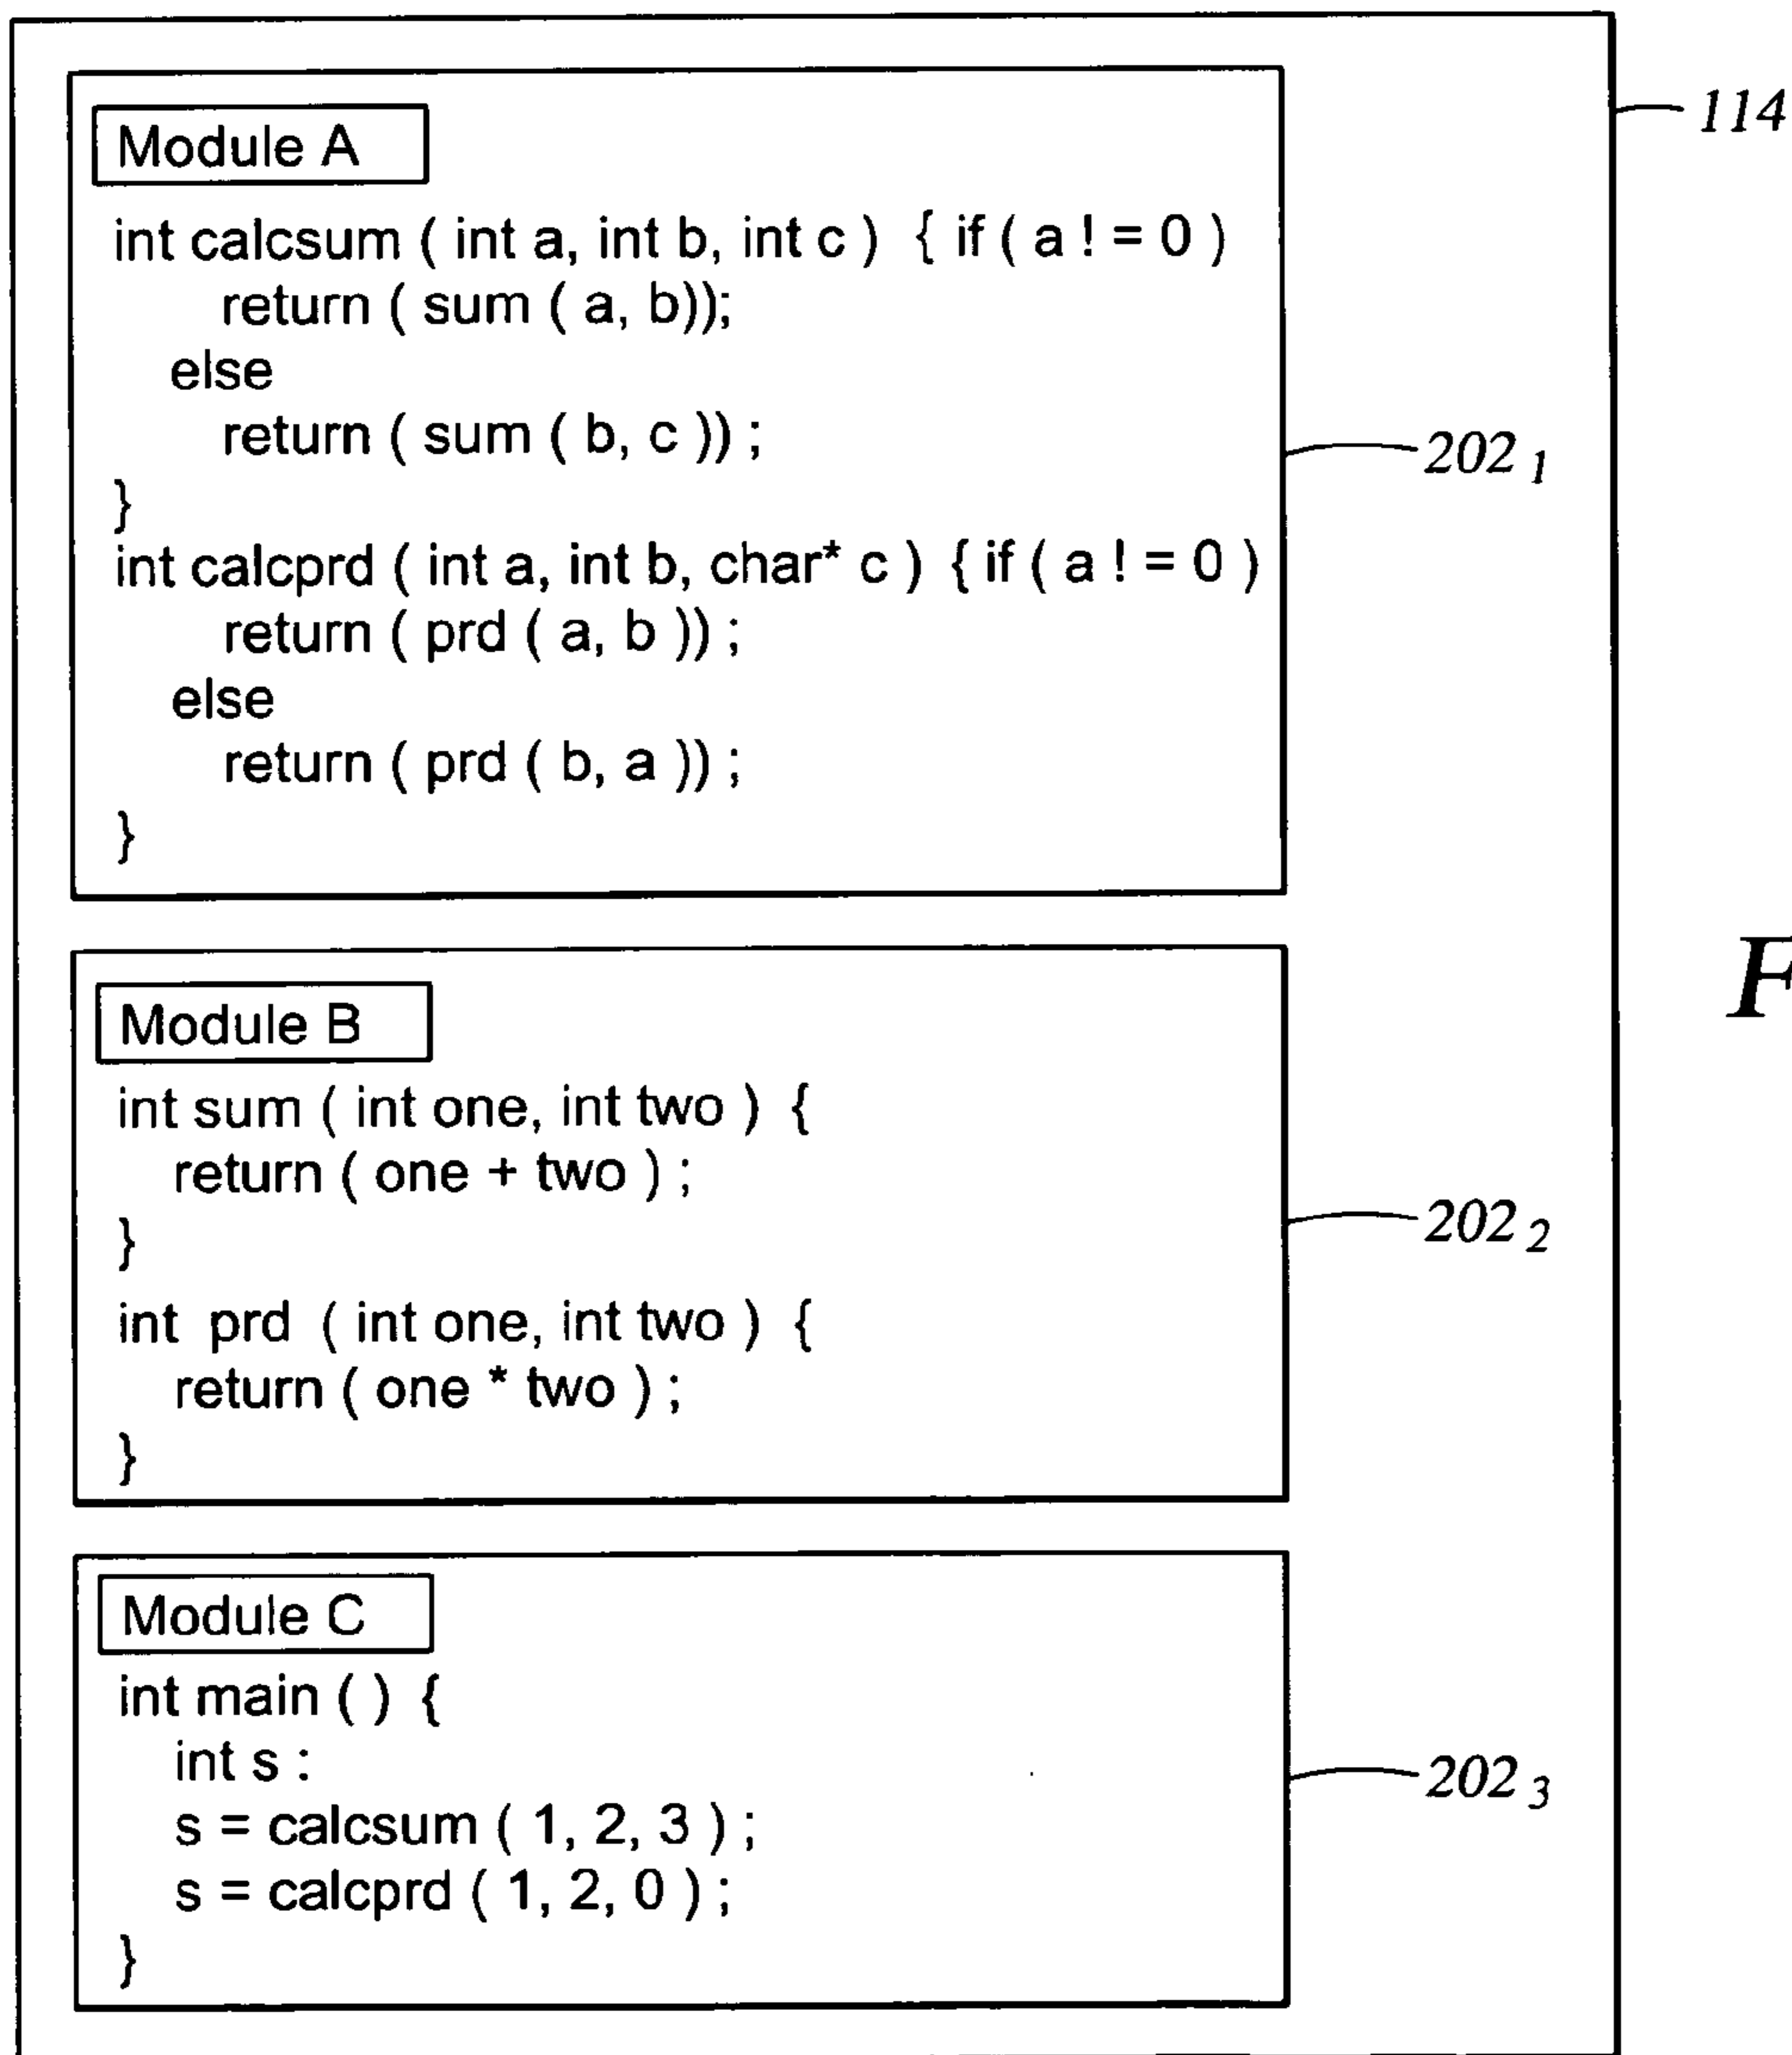 114
Module A
int calcsum ( int a, int b, int c ) { if ( a ! = 0 )
return ( sum ( a, b));
else
return ( sum ( b, c )) ;
}
int calcprd ( int a, int b, char* c ) { if ( a ! = 0 )
return ( prd ( a, b )) ;
else
return ( prd ( b, a )) ;
}
202 1
Module B
int sum ( int one, int two ) {
return ( one + two ) ;
}
int prd ( int one, int two ) {
return ( one * two ) ;
}
202 2
F
Module C
int main ( ) {
int s :
s = calcsum ( 1, 2, 3 ) ;
s = calcprd ( 1, 2, 0 ) ;
}
202 3